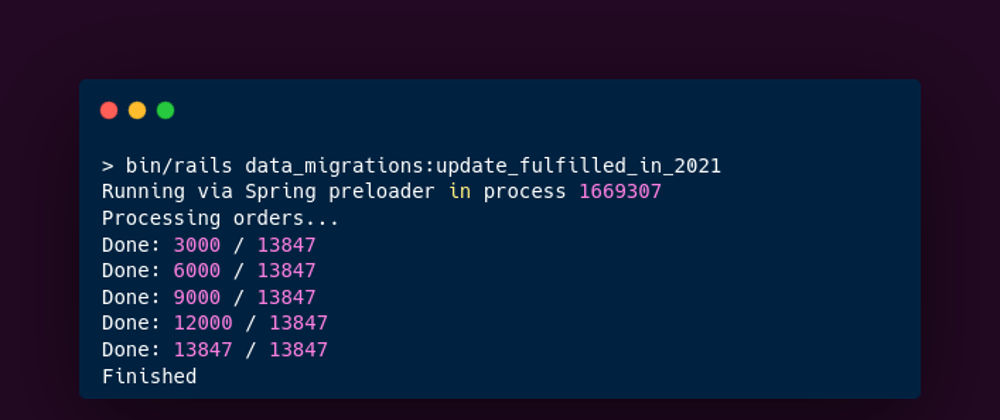 > bin/rails data_migrations:update_fulfilled_in_2021
Running via Spring preloader in process 1669307
Processing orders...
Done: 3000 / 13847
Done: 6000 / 13847
Done: 9000 / 13847
Done: 12000 / 13847
Done: 13847 / 13847
Finished